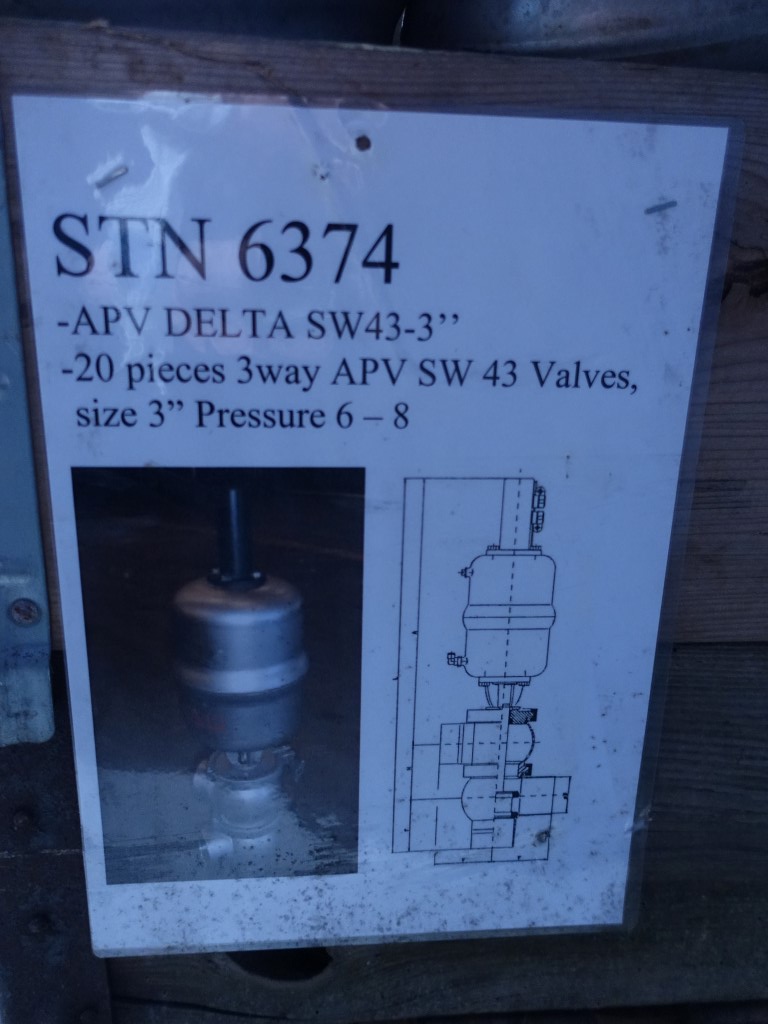 STN 6374
-APV DELTA SW43-3’’
-20 pieces 3way APV SW 43 Valves,
size 3” Pressure 6 – 8